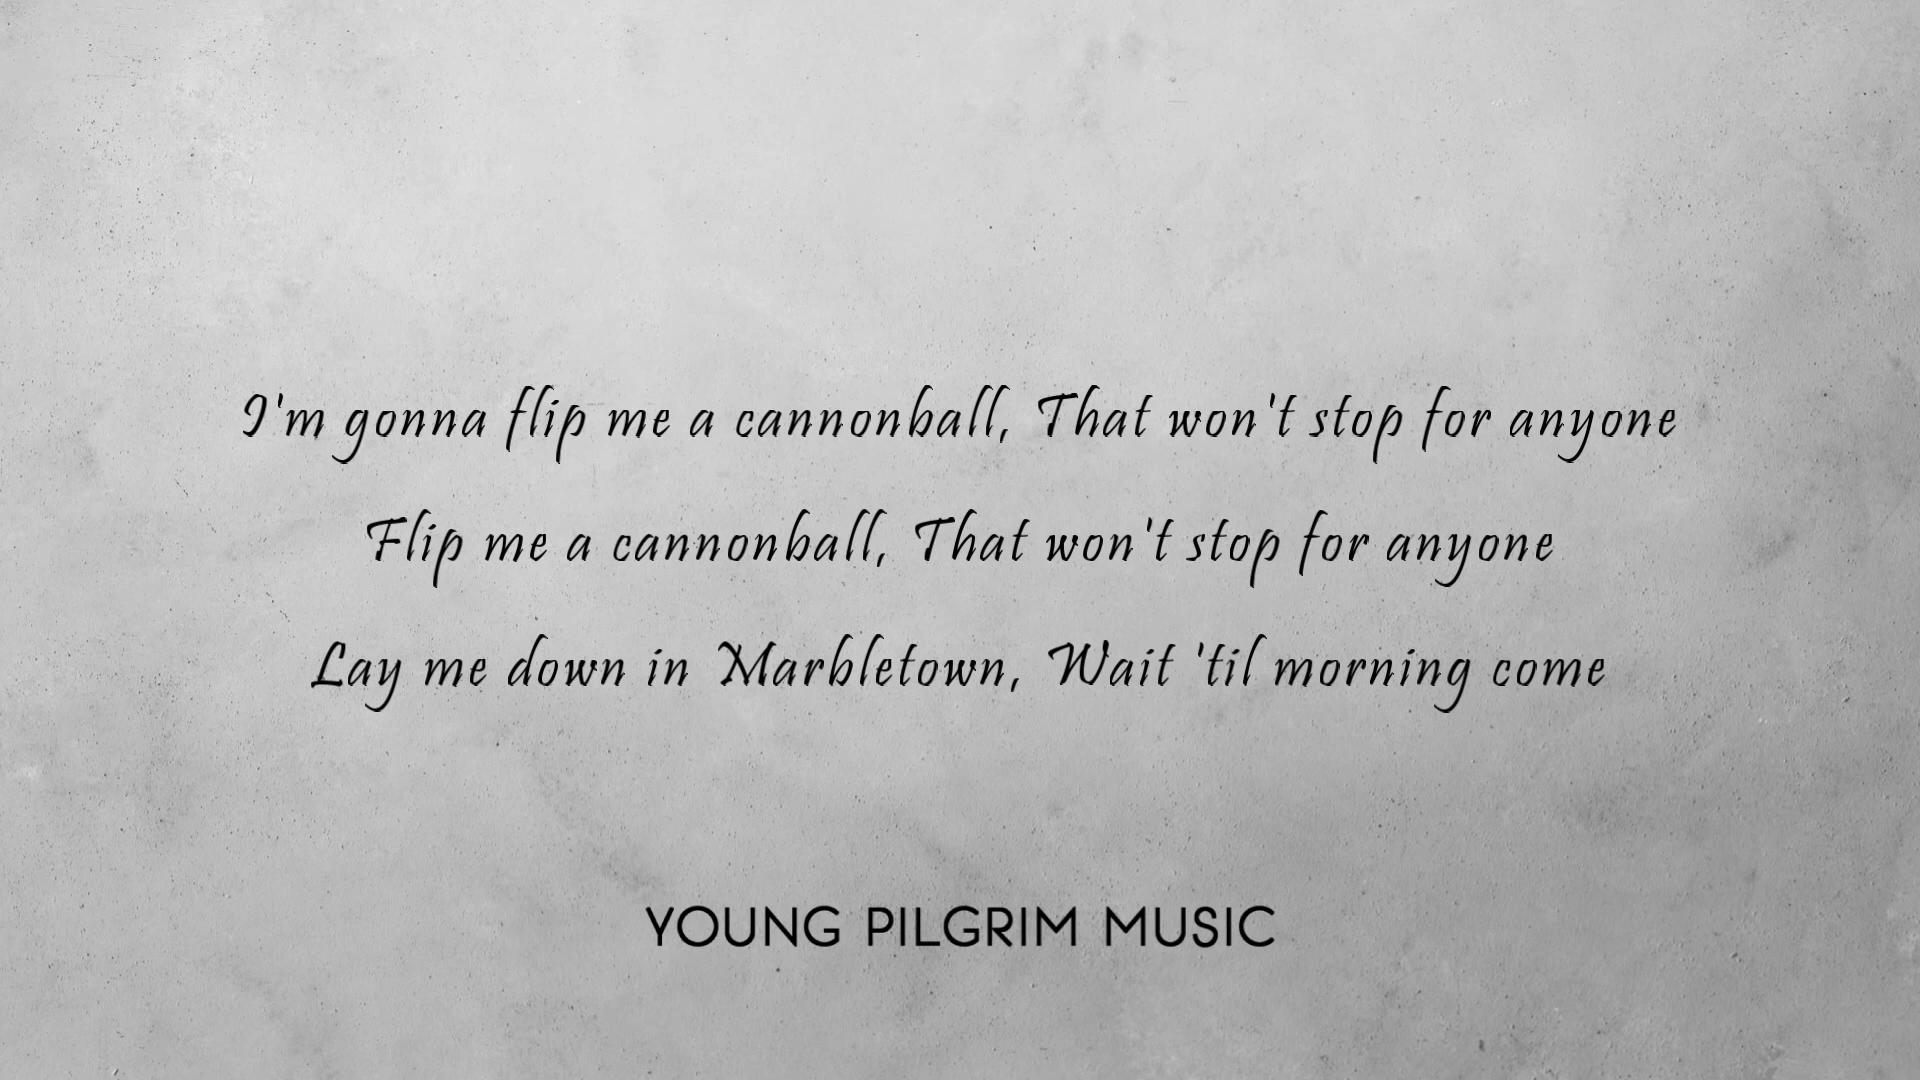 I'm gonna flip me a cannonball, That won't stop for anyone
Flip me a cannonball, That won't stop for anyone
Lay me down in Marbletown, Wait 'til morning come
YOUNG PILGRIM MUSIC